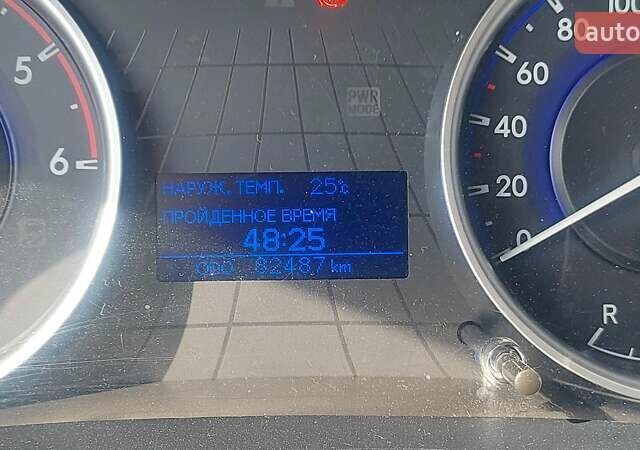 100
80
auto
60
PWR
MODE
5
40
6
НАРУЖ. ТЕМП. 25°c
20
ПРОЙДЕННОЕ ВРЕМЯ
48:25
0
ODO 82487 km
R